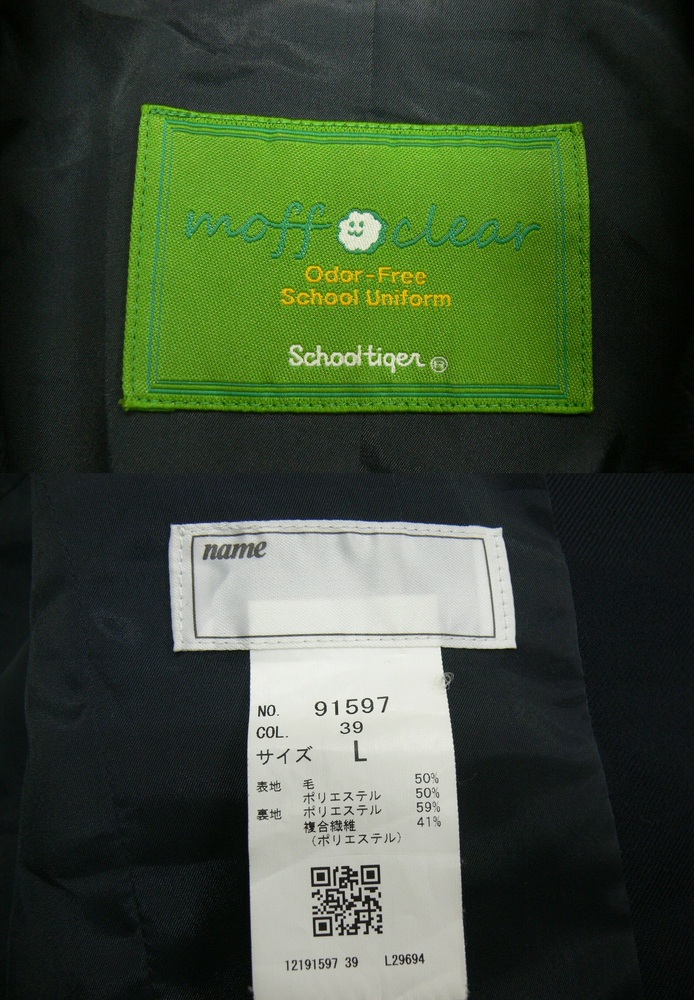 moff clear
Odor-Free
School Uniform
Schooltiger ®
name
NO. 91597
COL. 39
サイズ L
表地 毛 50%
ポリエステル 50%
裏地 ポリエステル 59%
複合繊維 41%
(ポリエステル)
12191597 39 L29694